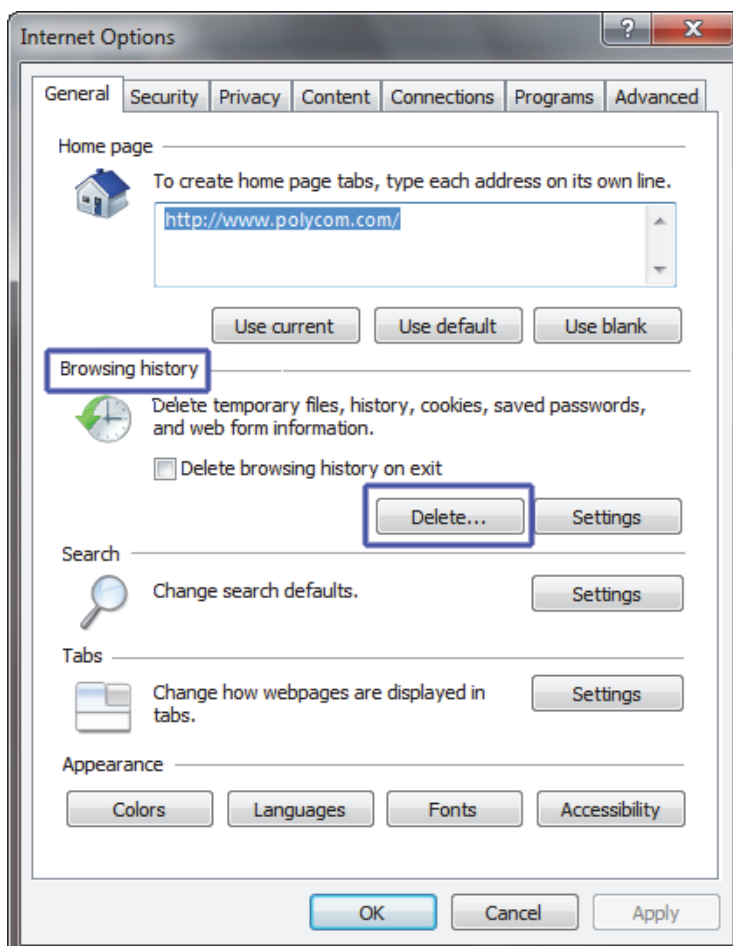 Internet Options
General Security Privacy Content Connections Programs Advanced
Home page
To create home page tabs, type each address on its own line.
http://www.polycom.com/
Use current Use default Use blank
Browsing history
Delete temporary files, history, cookies, saved passwords,
and web form information.
Delete browsing history on exit
Delete... Settings
Search
Change search defaults. Settings
Tabs
Change how webpages are displayed in
tabs. Settings
Appearance
Colors Languages Fonts Accessibility
OK Cancel Apply